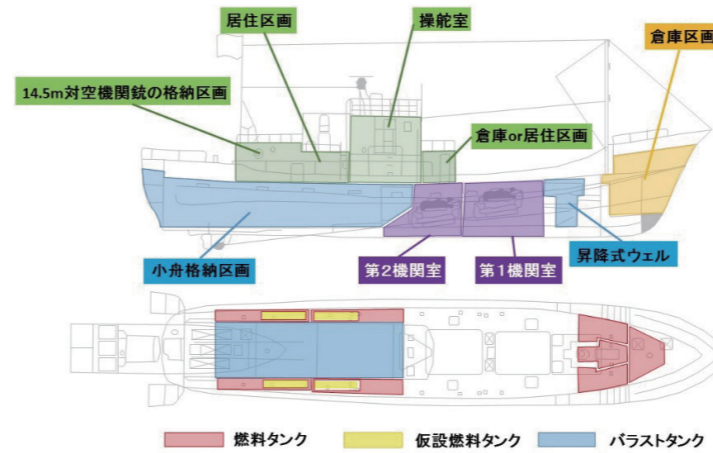 居住区画
操舵室
倉庫区画
14.5m対空機関銃の格納区画
倉庫or居住区画
小舟格納区画
第2機関室
第1機関室
昇降式ウェル
燃料タンク
仮設燃料タンク
バラストタンク